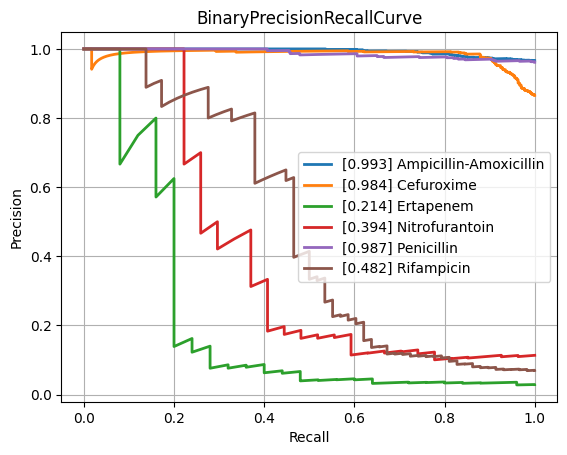 BinaryPrecisionRecallCurve
Precision
1.0
0.8
0.6
0.4
0.2
0.0
[0.993] Ampicillin-Amoxicillin
[0.984] Cefuroxime
[0.214] Ertapenem
[0.394] Nitrofurantoin
[0.987] Penicillin
[0.482] Rifampicin
0.0 0.2 0.4 0.6 0.8 1.0
Recall